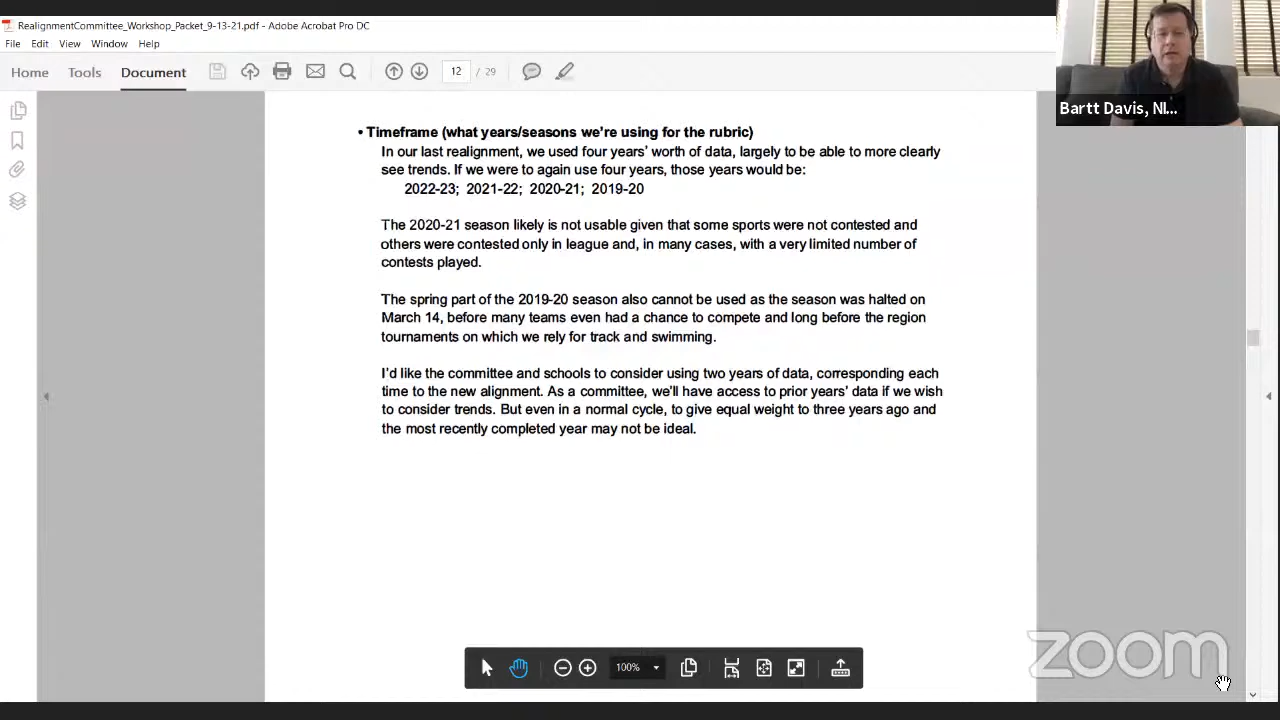 RealignmentCommittee_Workshop_Packet_9-13-21.pdf - Adobe Acrobat Pro DC
File Edit View Window Help
Home Tools Document 12 / 29
Bartt Davis, NI...
• Timeframe (what years/seasons we're using for the rubric)
In our last realignment, we used four years' worth of data, largely to be able to more clearly
see trends. If we were to again use four years, those years would be:
2022-23; 2021-22; 2020-21; 2019-20
The 2020-21 season likely is not usable given that some sports were not contested and
others were contested only in league and, in many cases, with a very limited number of
contests played.
The spring part of the 2019-20 season also cannot be used as the season was halted on
March 14, before many teams even had a chance to compete and long before the region
tournaments on which we rely for track and swimming.
I'd like the committee and schools to consider using two years of data, corresponding each
time to the new alignment. As a committee, we'll have access to prior years' data if we wish
to consider trends. But even in a normal cycle, to give equal weight to three years ago and
the most recently completed year may not be ideal.
100%
zoom